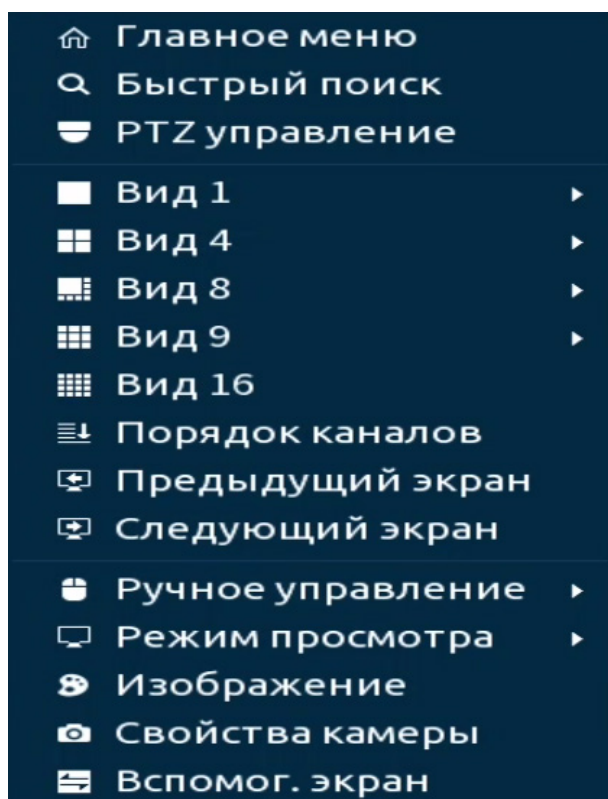 Главное меню
Быстрый поиск
PTZ управление
Вид 1
Вид 4
Вид 8
Вид 9
Вид 16
Порядок каналов
Предыдущий экран
Следующий экран
Ручное управление
Режим просмотра
Изображение
Свойства камеры
Вспомог. экран